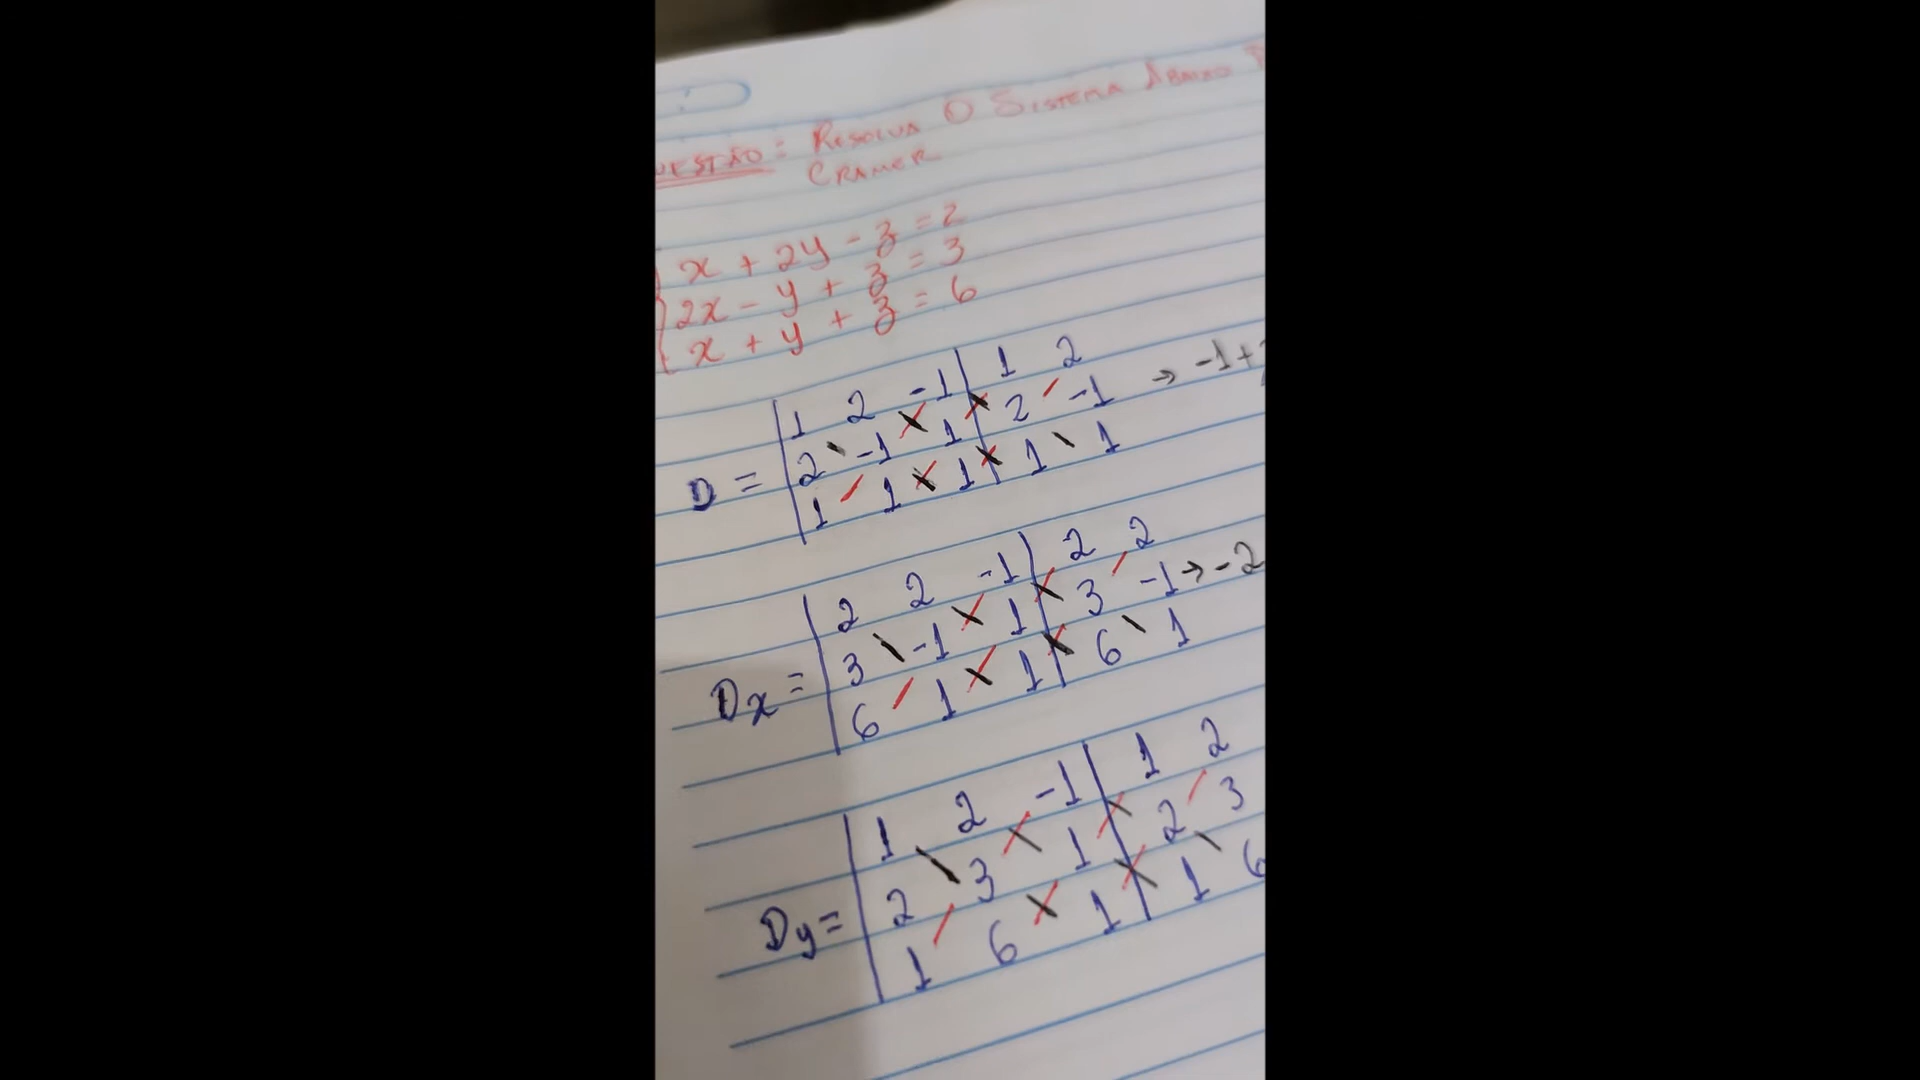 UESTÃO: RESOLVA O SISTEMA ABAIXO
CRAMER
x + 2y - z = 2
2x - y + z = 3
x + y + z = 6
1 2 -1 | 1 2
D = 2 -1 1 | 2 -1 → -1+
1 1 1 | 1 1
2 2 -1 | 2 2
Dx = 3 -1 1 | 3 -1 → -2
6 1 1 | 6 1
1 2 -1 | 1 2
Dy = 2 3 1 | 2 3
1 6 1 | 1 6